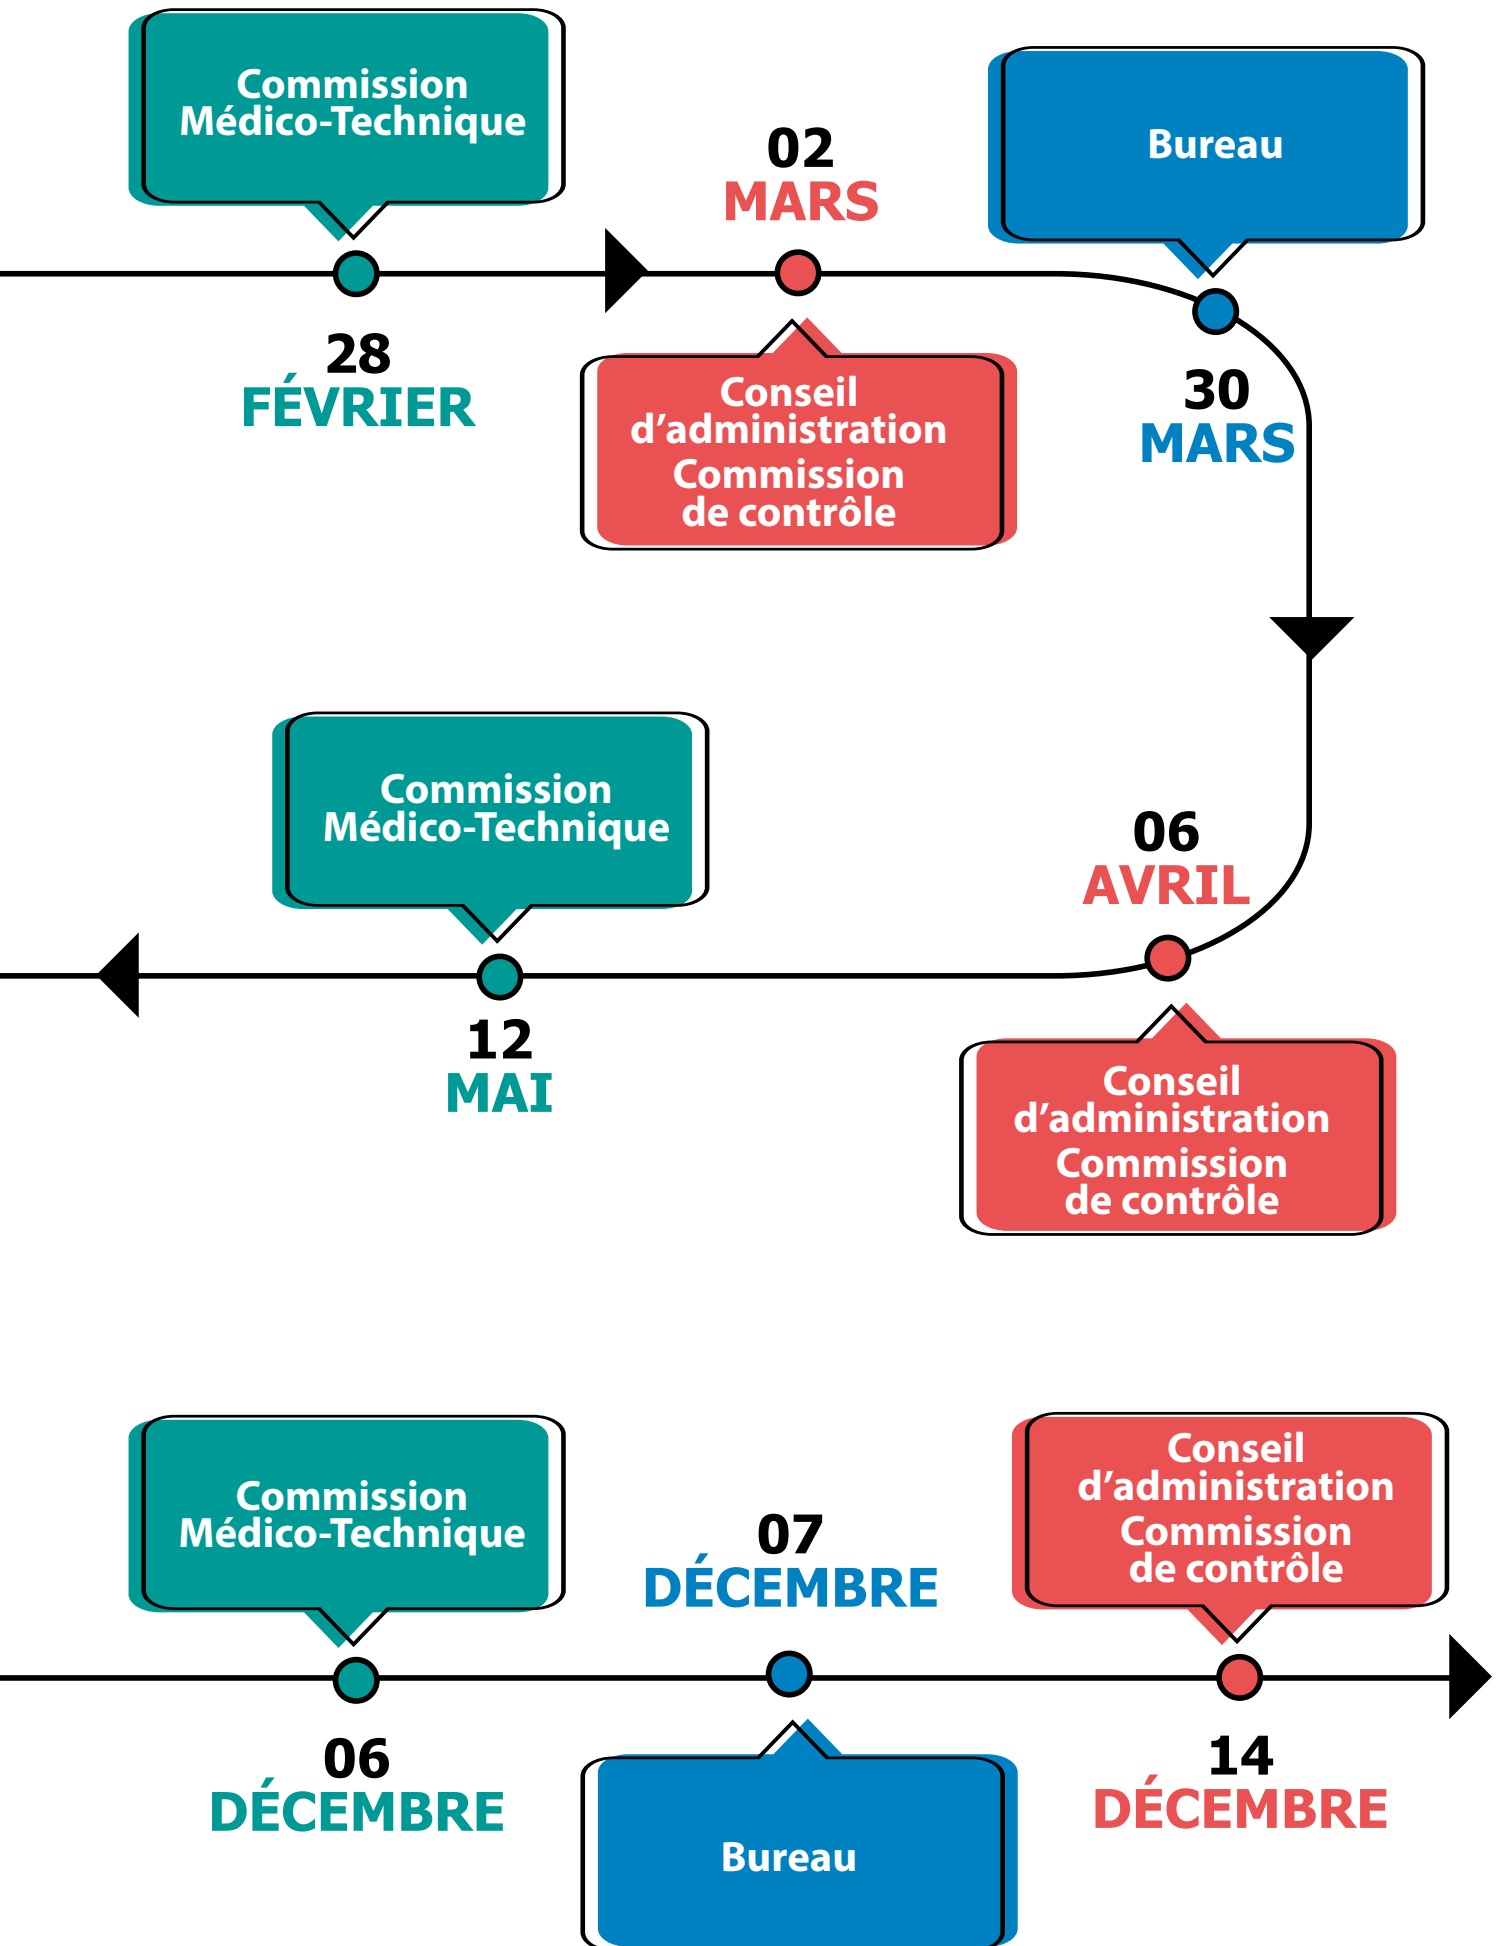 Commission
Médico-Technique
28
FÉVRIER
02
MARS
Conseil
d’administration
Commission
de contrôle
Bureau
30
MARS
06
AVRIL
Conseil
d’administration
Commission
de contrôle
Commission
Médico-Technique
12
MAI
Commission
Médico-Technique
06
DÉCEMBRE
07
DÉCEMBRE
Bureau
Conseil
d’administration
Commission
de contrôle
14
DÉCEMBRE